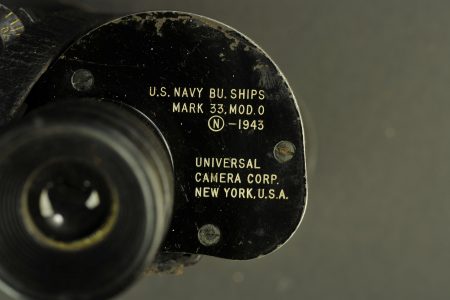 U.S. NAVY BU. SHIPS
MARK 33, MOD. 0
Ⓝ-1943
UNIVERSAL
CAMERA CORP.
NEW YORK, U.S.A.